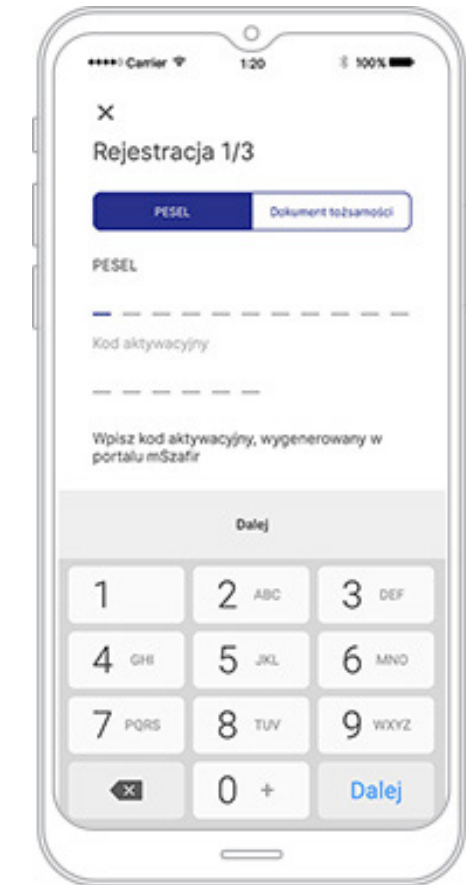 Carrier 1:20 100%
Rejestracja 1/3
PESEL Dokument tożsamości
PESEL
Kod aktywacyjny
Wpisz kod aktywacyjny, wygenerowany w
portalu mSzafir
Dalej
1 2 ABC 3 DEF
4 GHI 5 JKL 6 MNO
7 PQRS 8 TUV 9 WXYZ
0 + Dalej